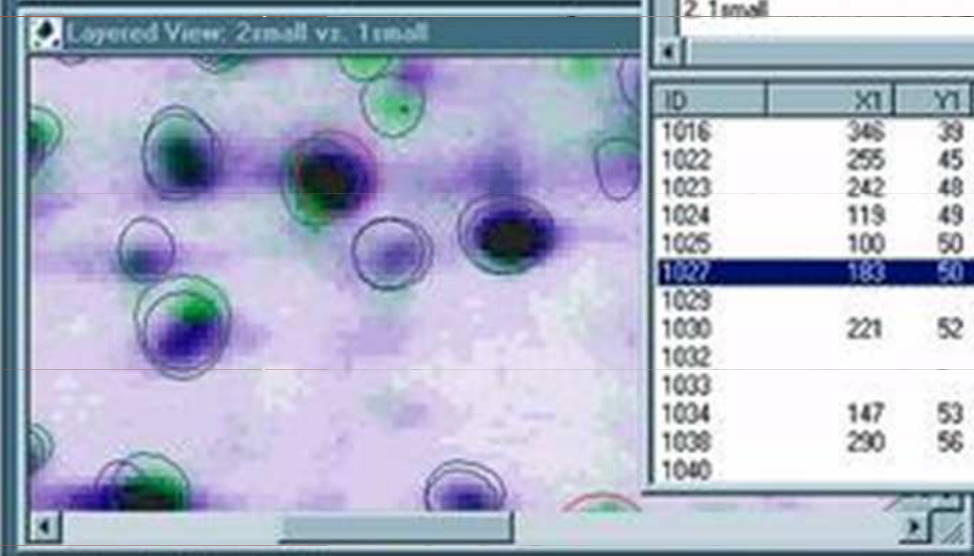 Layered View: 2small vs. 1small
2. 1small
ID X1 Y1
1016 346 39
1022 255 45
1023 242 48
1024 119 49
1025 100 50
1027 183 50
1029
1030 221 52
1032
1033
1034 147 53
1038 290 56
1040